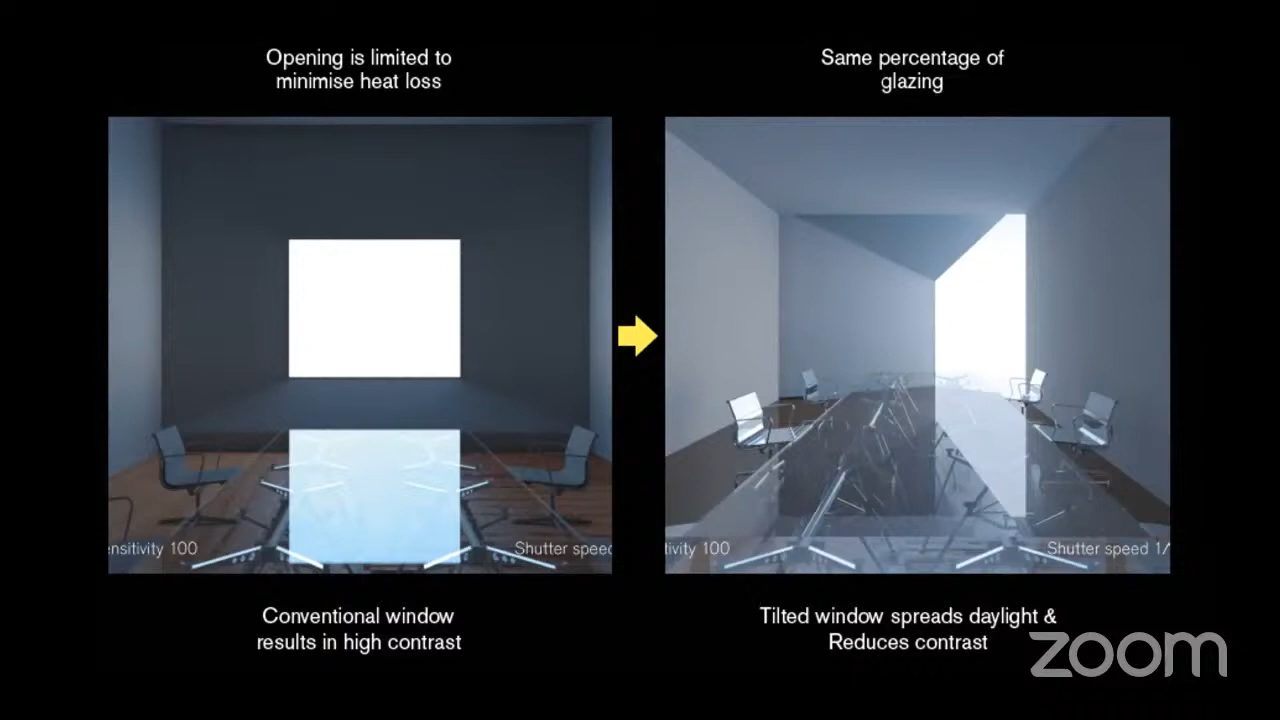 Opening is limited to
minimise heat loss
Same percentage of
glazing
ensitivity 100
Shutter speed
tivity 100
Shutter speed 1/
Conventional window
results in high contrast
Tilted window spreads daylight &
Reduces contrast
zoom